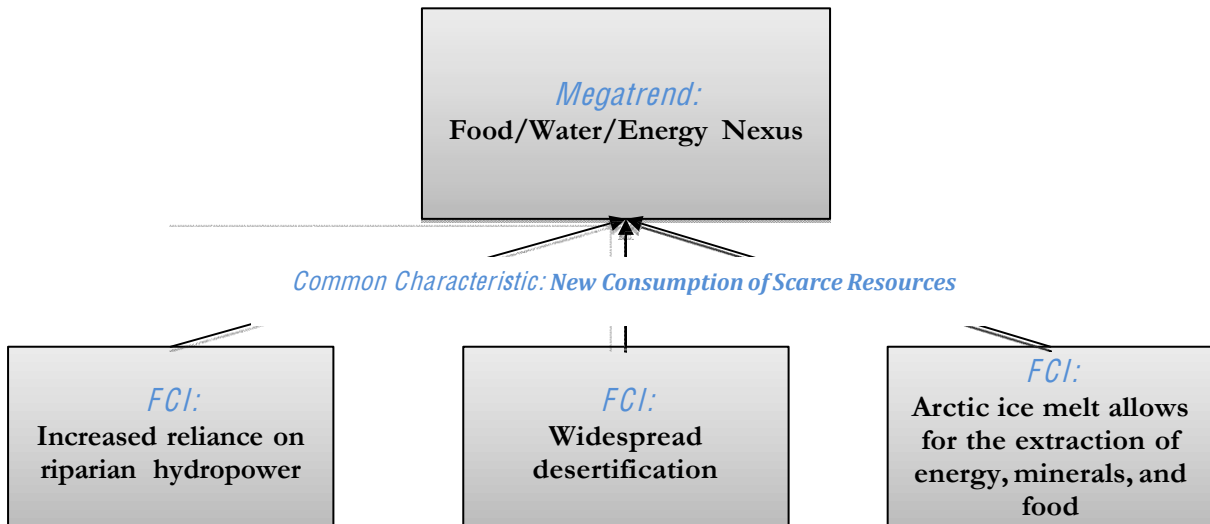 Megatrend:
Food/Water/Energy Nexus
Common Characteristic: New Consumption of Scarce Resources
FCI:
Increased reliance on
riparian hydropower
FCI:
Widespread
desertification
FCI:
Arctic ice melt allows
for the extraction of
energy, minerals, and
food